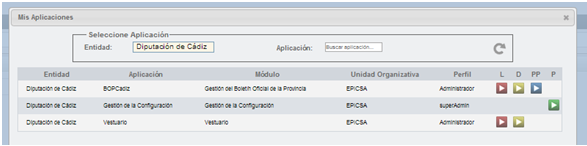 Mis Aplicaciones
Seleccione Aplicación
Entidad: Diputación de Cádiz Aplicación: Buscar aplicación...
Entidad Aplicación Módulo Unidad Organizativa Perfil L D PP P
Diputación de Cádiz BOPCadiz Gestión del Boletín Oficial de la Provincia EPICSA Administrador
Diputación de Cádiz Gestión de la Configuración Gestión de la Configuración EPICSA superAdmin
Diputación de Cádiz Vestuario Vestuario EPICSA Administrador